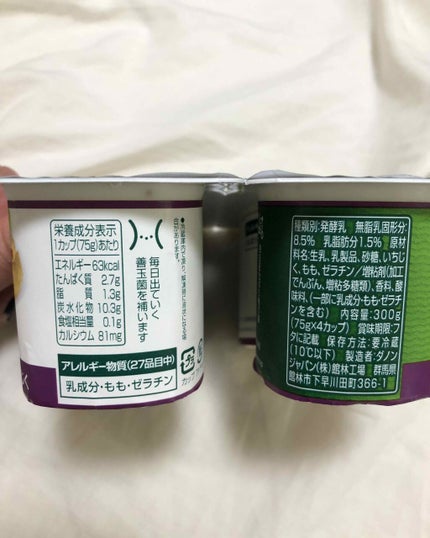 栄養成分表示
1カップ(75g)あたり
エネルギー 63kcal
たんぱく質 2.7g
脂質 1.3g
炭水化物 10.3g
食塩相当量 0.1g
カルシウム 81mg
毎日出ていく
善玉菌を補います
アレルギー物質(27品目中)
乳成分・もも・ゼラチン
種類別:発酵乳 無脂乳固形分
8.5% 乳脂肪分1.5% 原材
料名:生乳、乳製品、砂糖、いちじ
く、もも、ゼラチン/増粘剤(加工
でんぷん、増粘多糖類)、香料、酸
味料、(一部に乳成分・もも・ゼラチ
ンを含む) 内容量:300g
(75g×4カップ) 賞味期限:フ
タに記載 保存方法:要冷蔵
(10℃以下) 製造者:ダノン
ジャパン(株)館林工場 群馬県
館林市下早川田町366-1